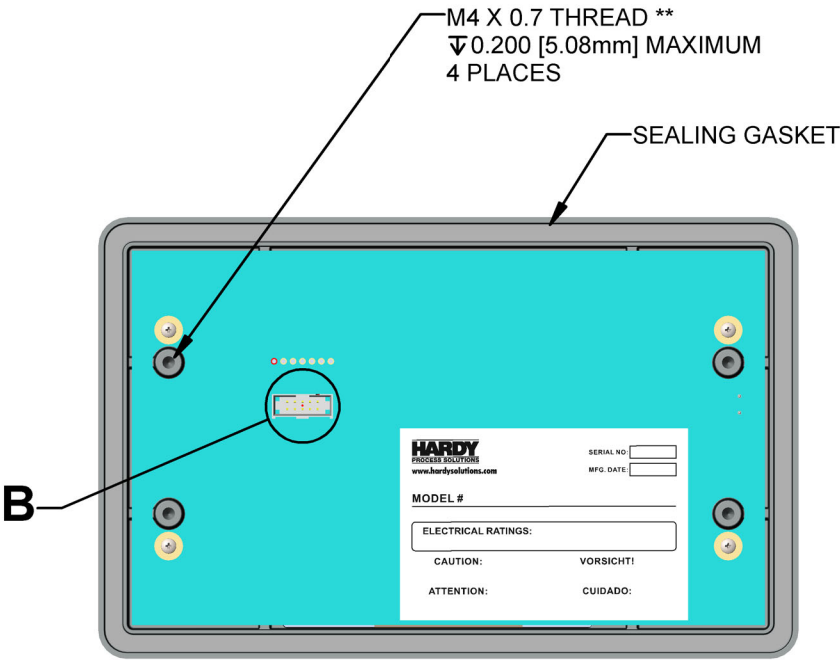 M4 X 0.7 THREAD **
↧0.200 [5.08mm] MAXIMUM
4 PLACES
SEALING GASKET
B
HARDY
PROCESS SOLUTIONS
www.hardysolutions.com
SERIAL NO:
MFG. DATE:
MODEL #
ELECTRICAL RATINGS:
CAUTION: VORSICHT!
ATTENTION: CUIDADO: